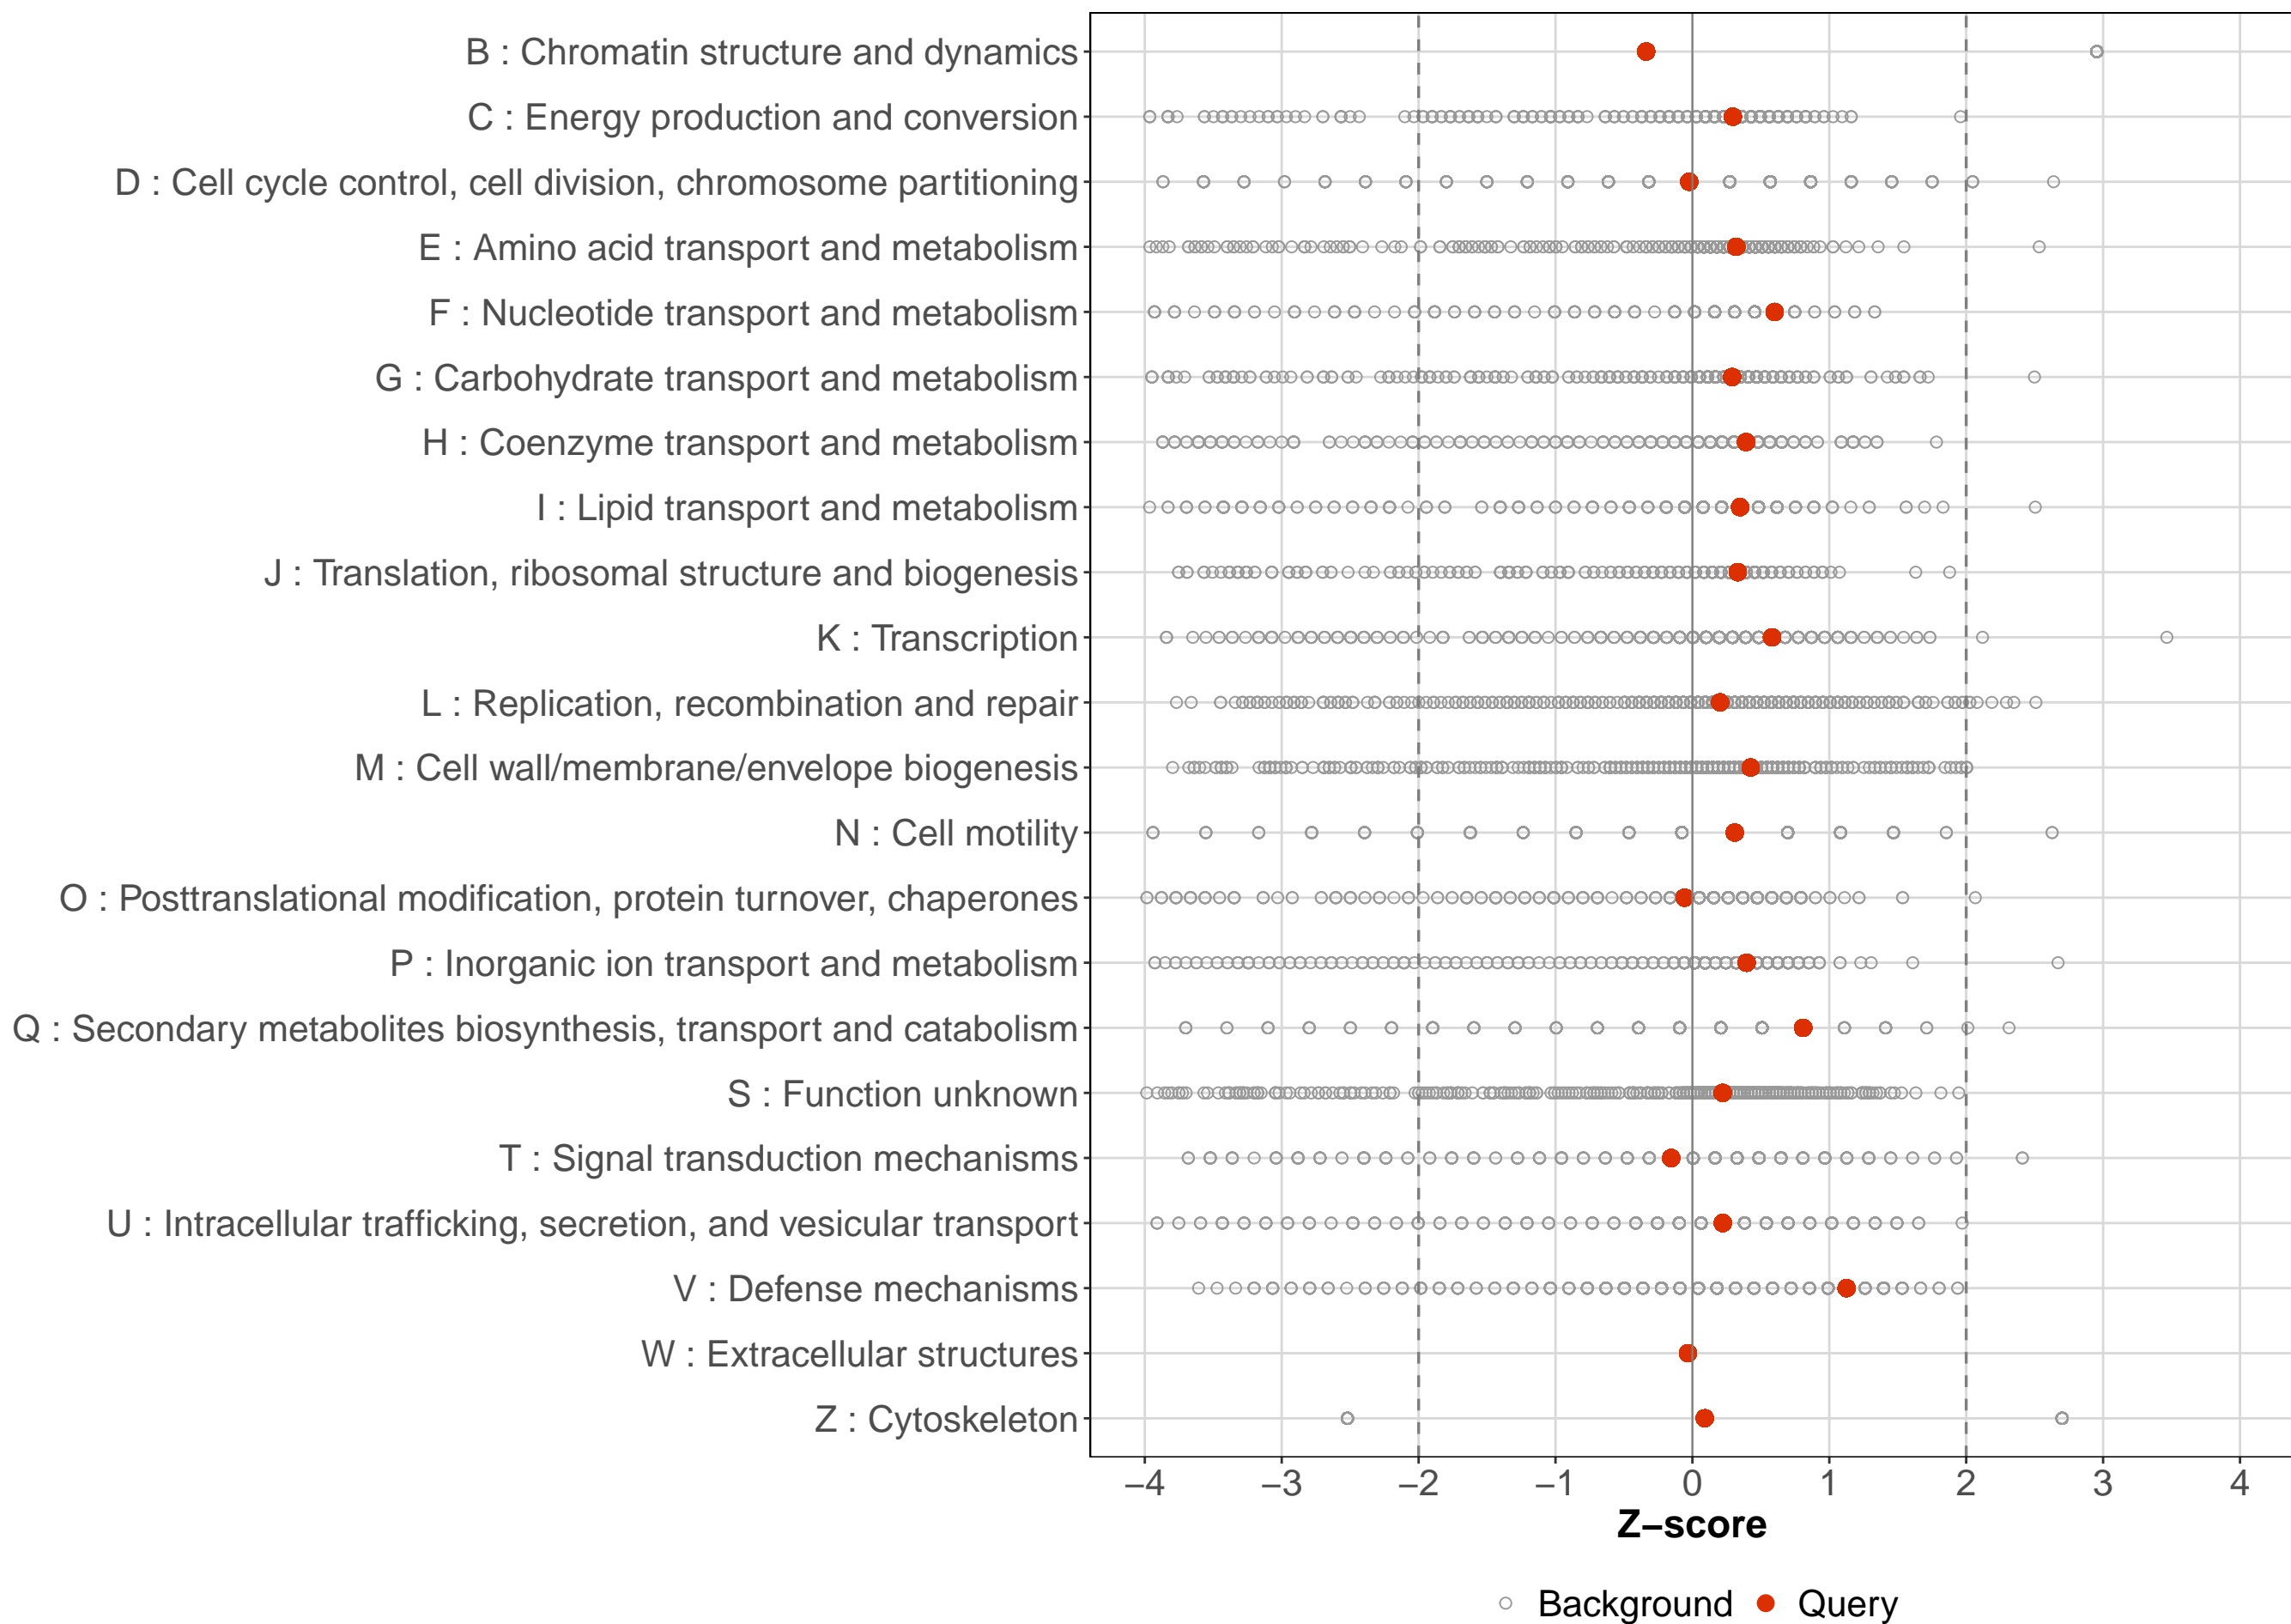 B : Chromatin structure and dynamics
C : Energy production and conversion
D : Cell cycle control, cell division, chromosome partitioning
E : Amino acid transport and metabolism
F : Nucleotide transport and metabolism
G : Carbohydrate transport and metabolism
H : Coenzyme transport and metabolism
I : Lipid transport and metabolism
J : Translation, ribosomal structure and biogenesis
K : Transcription
L : Replication, recombination and repair
M : Cell wall/membrane/envelope biogenesis
N : Cell motility
O : Posttranslational modification, protein turnover, chaperones
P : Inorganic ion transport and metabolism
Q : Secondary metabolites biosynthesis, transport and catabolism
S : Function unknown
T : Signal transduction mechanisms
U : Intracellular trafficking, secretion, and vesicular transport
V : Defense mechanisms
W : Extracellular structures
Z : Cytoskeleton
−4 −3 −2 −1 0 1 2 3 4
Z−score
Background Query